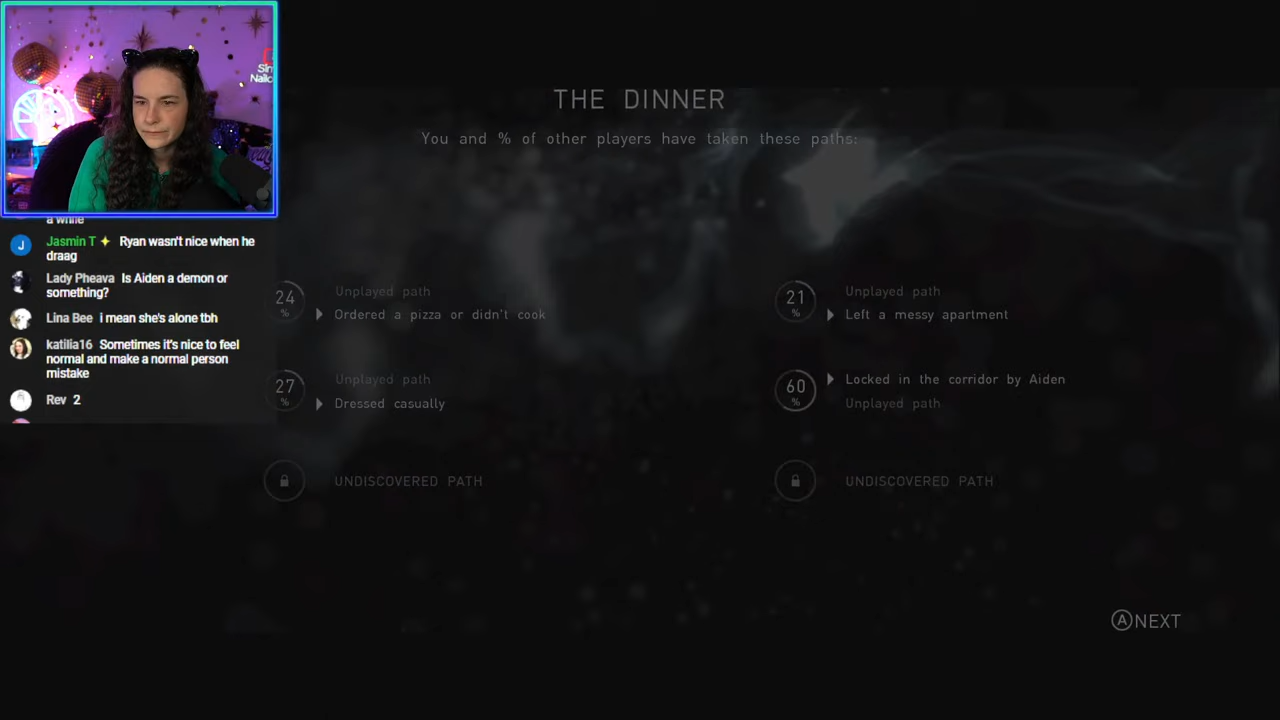 Sim
Nailc
a while
J
Jasmin T Ryan wasn't nice when he
draag
Lady Pheava Is Aiden a demon or
something?
Lina Bee i mean she's alone tbh
katilia16 Sometimes it's nice to feel
normal and make a normal person
mistake
Rev 2
THE DINNER
You and % of other players have taken these paths:
24
%
Unplayed path
Ordered a pizza or didn't cook
21
%
Unplayed path
Left a messy apartment
27
%
Unplayed path
Dressed casually
60
%
Locked in the corridor by Aiden
Unplayed path
UNDISCOVERED PATH
UNDISCOVERED PATH
A NEXT